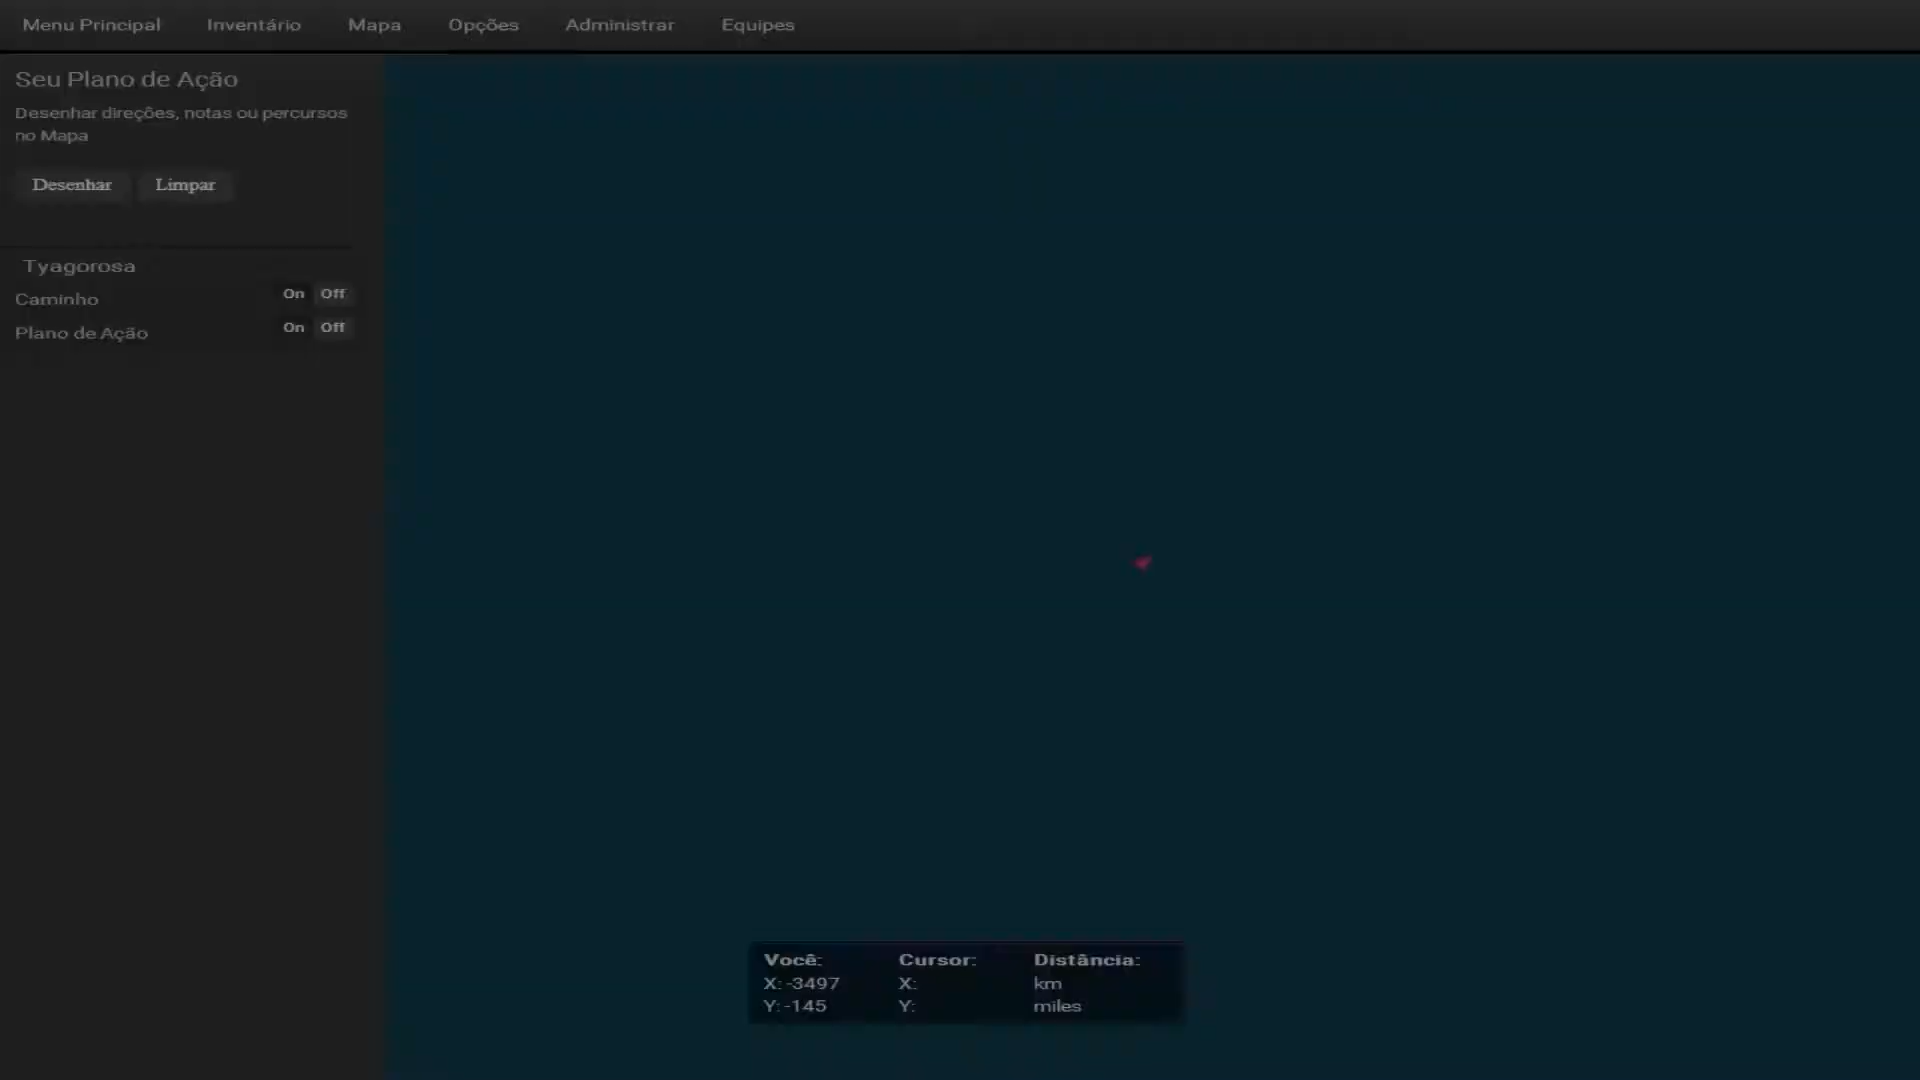 Menu Principal Inventário Mapa Opções Administrar Equipes
Seu Plano de Ação
Desenhar direções, notas ou percursos
no Mapa
Desenhar Limpar
Tyagorosa
Caminho On Off
Plano de Ação On Off
Você: Cursor: Distância:
X: -3497 X: km
Y: -145 Y: miles